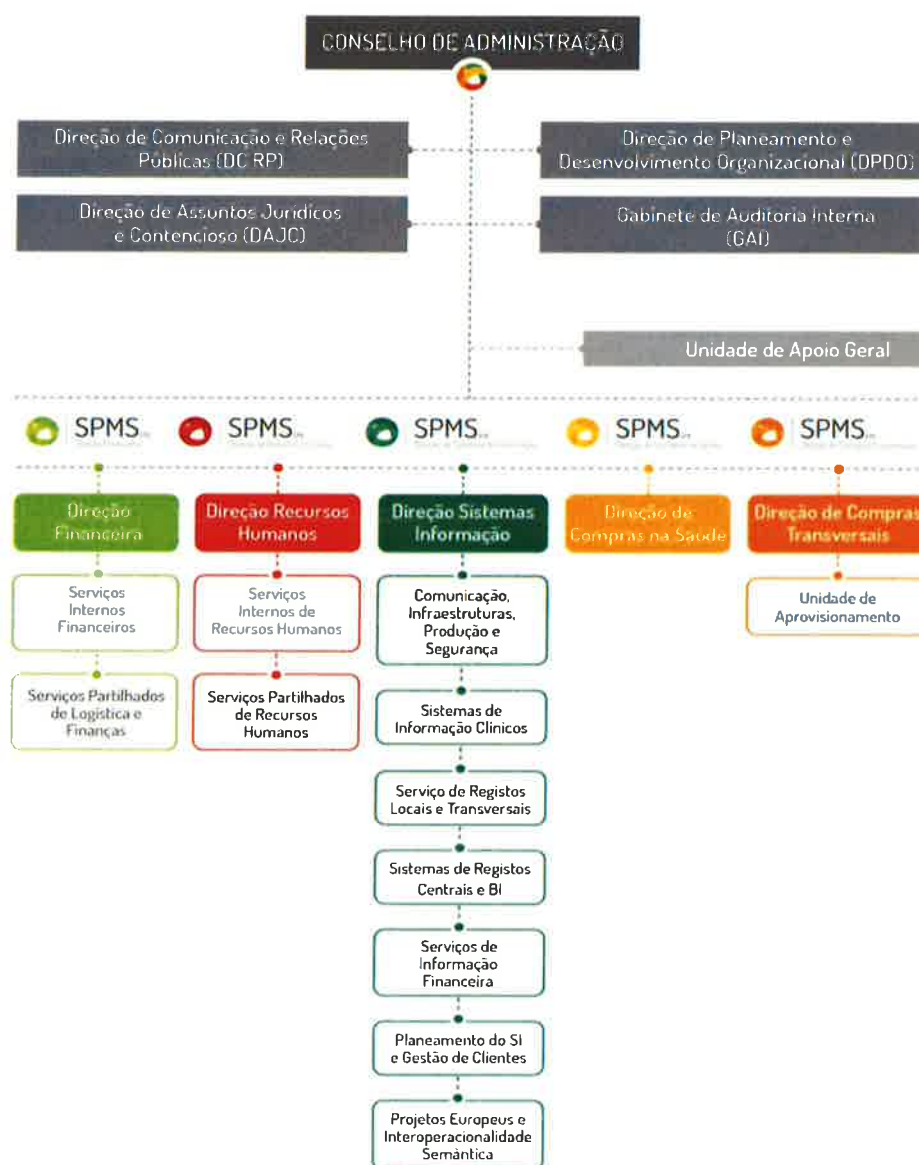 CONSELHO DE ADMINISTRAÇÃO
Direção de Comunicação e Relações
Públicas (DC RP)
Direção de Planeamento e
Desenvolvimento Organizacional (DPDO)
Direção de Assuntos Jurídicos
e Contencioso (DAJC)
Gabinete de Auditoria Interna
(GAI)
Unidade de Apoio Geral
SPMS
SPMS
SPMS
SPMS
SPMS
Direção
Financeira
Serviços
Internos
Financeiros
Serviços Partilhados
de Logística e
Finanças
Direção Recursos
Humanos
Serviços
Internos de
Recursos Humanos
Serviços Partilhados
de Recursos
Humanos
Direção Sistemas
Informação
Comunicação,
Infraestruturas,
Produção e
Segurança
Sistemas de
Informação Clínicos
Serviço de Registos
Locais e Transversais
Sistemas de Registos
Centrais e BI
Serviços de
Informação
Financeira
Planeamento do SI
e Gestão de Clientes
Projetos Europeus e
Interoperacionalidade
Semântica
Direção de
Compras na Saúde
Direção de Compras
Transversais
Unidade de
Aprovisionamento